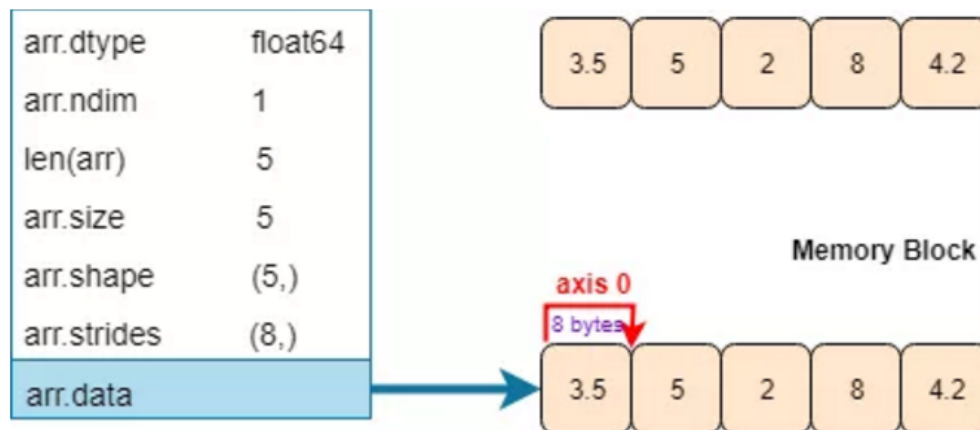 arr.dtype float64
arr.ndim 1
len(arr) 5
arr.size 5
arr.shape (5,)
arr.strides (8,)
arr.data
3.5 5 2 8 4.2
Memory Block
axis 0
8 bytes
3.5 5 2 8 4.2